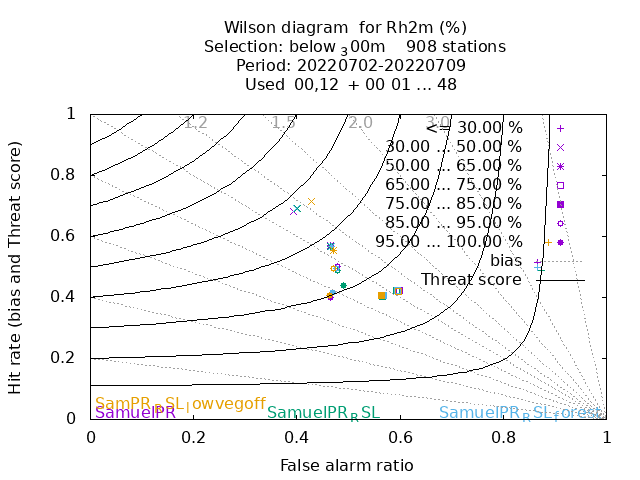 Wilson diagram  for Rh2m (%)
Selection: below 300m    908 stations
Period: 20220702-20220709
Used  00,12  + 00 01 ... 48
Hit rate (bias and Threat score)
1
0.8
0.6
0.4
0.2
0
1.2
1.5
2.0
3.0
<= 30.00 %
30.00 ... 50.00 %
50.00 ... 65.00 %
65.00 ... 75.00 %
75.00 ... 85.00 %
85.00 ... 95.00 %
95.00 ... 100.00 %
bias
Threat score
SamPR_RSL_lowvegoff
SamuelPR
SamuelPR_RSL
SamuelPR_RSL_forest
0 0.2 0.4 0.6 0.8 1
False alarm ratio